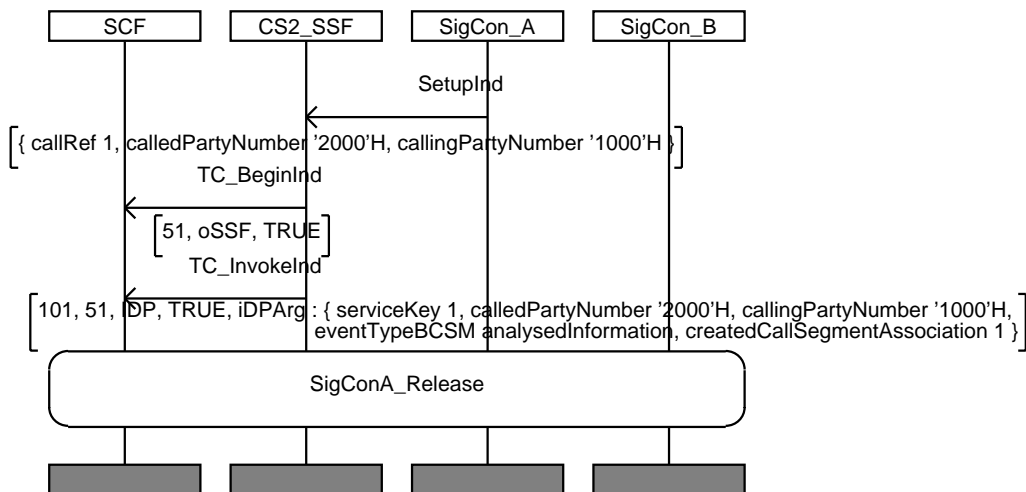 SCF CS2_SSF SigCon_A SigCon_B
SetupInd
{ callRef 1, calledPartyNumber '2000'H, callingPartyNumber '1000'H }
TC_BeginInd
51, oSSF, TRUE
TC_InvokeInd
101, 51, IDP, TRUE, iDPArg : { serviceKey 1, calledPartyNumber '2000'H, callingPartyNumber '1000'H,
eventTypeBCSM analysedInformation, createdCallSegmentAssociation 1 }
SigConA_Release